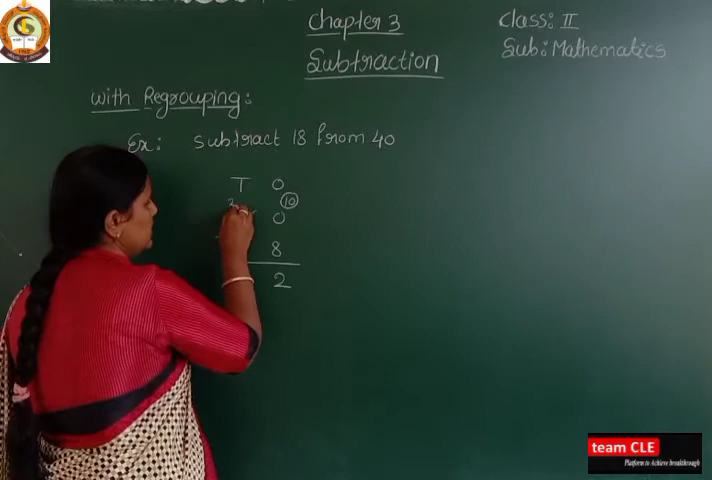 Chapter 3
Class: II
Subtraction
Sub: Mathematics
with Regrouping:
Ex: Subtract 18 from 40
T O
3 10
0
8
2
team CLE
Platform to Achieve breakthrough